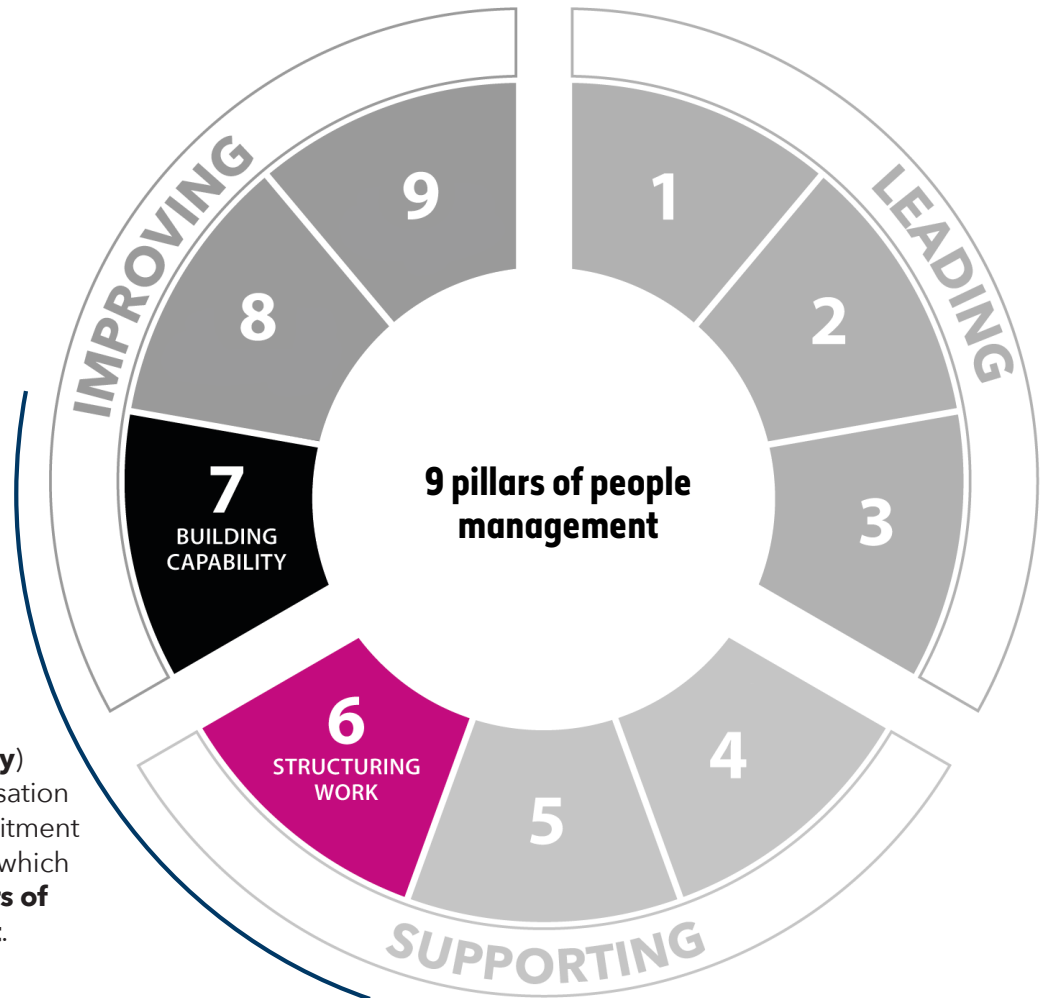 IMPROVING
LEADING
9
1
8
2
7
BUILDING
CAPABILITY
9 pillars of people
management
3
6
STRUCTURING
WORK
5
4
SUPPORTING
y)
sation
itment
which
rs of
.